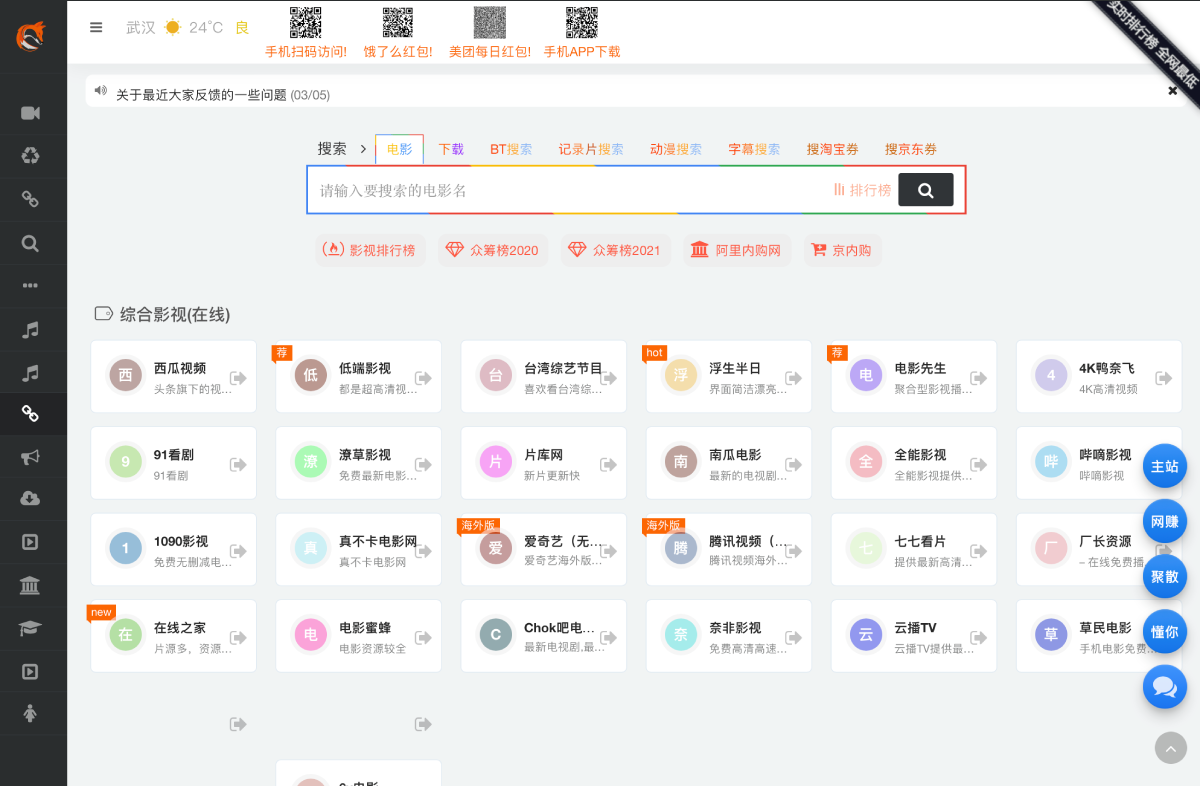 武汉 24°C 良
手机扫码访问! 饿了么红包! 美团每日红包! 手机APP下载
实时排行榜 全网最低
关于最近大家反馈的一些问题 (03/05)
搜索 电影 下载 BT搜索 记录片搜索 动漫搜索 字幕搜索 搜淘宝券 搜京东券
请输入要搜索的电影名 排行榜
影视排行榜 众筹榜2020 众筹榜2021 阿里内购网 京内购
综合影视(在线)
西 西瓜视频
头条旗下的视...
荐
低 低端影视
都是超高清视...
台 台湾综艺节目
喜欢看台湾综...
hot
浮 浮生半日
界面简洁漂亮...
荐
电 电影先生
聚合型影视播...
4 4K鸭奈飞
4K高清视频
9 91看剧
91看剧
潦 潦草影视
免费最新电影...
片 片库网
新片更新快
南 南瓜电影
最新的电视剧...
全 全能影视
全能影视提供...
哔 哔嘀影视
哔嘀影视
主站
1 1090影视
免费无删减电...
真 真不卡电影网
真不卡电影网
海外版
爱 爱奇艺（无...
爱奇艺海外版...
海外版
腾 腾讯视频（...
腾讯视频海外...
七 七七看片
提供最新高清...
厂 厂长资源
– 在线免费播
网赚
聚散
new
在 在线之家
片源多，资源...
电 电影蜜蜂
电影资源较全
C Chok吧电...
最新电视剧,最...
奈 奈非影视
免费高清高速...
云 云播TV
云播TV提供最...
草 草民电影
手机电影免费...
懂你